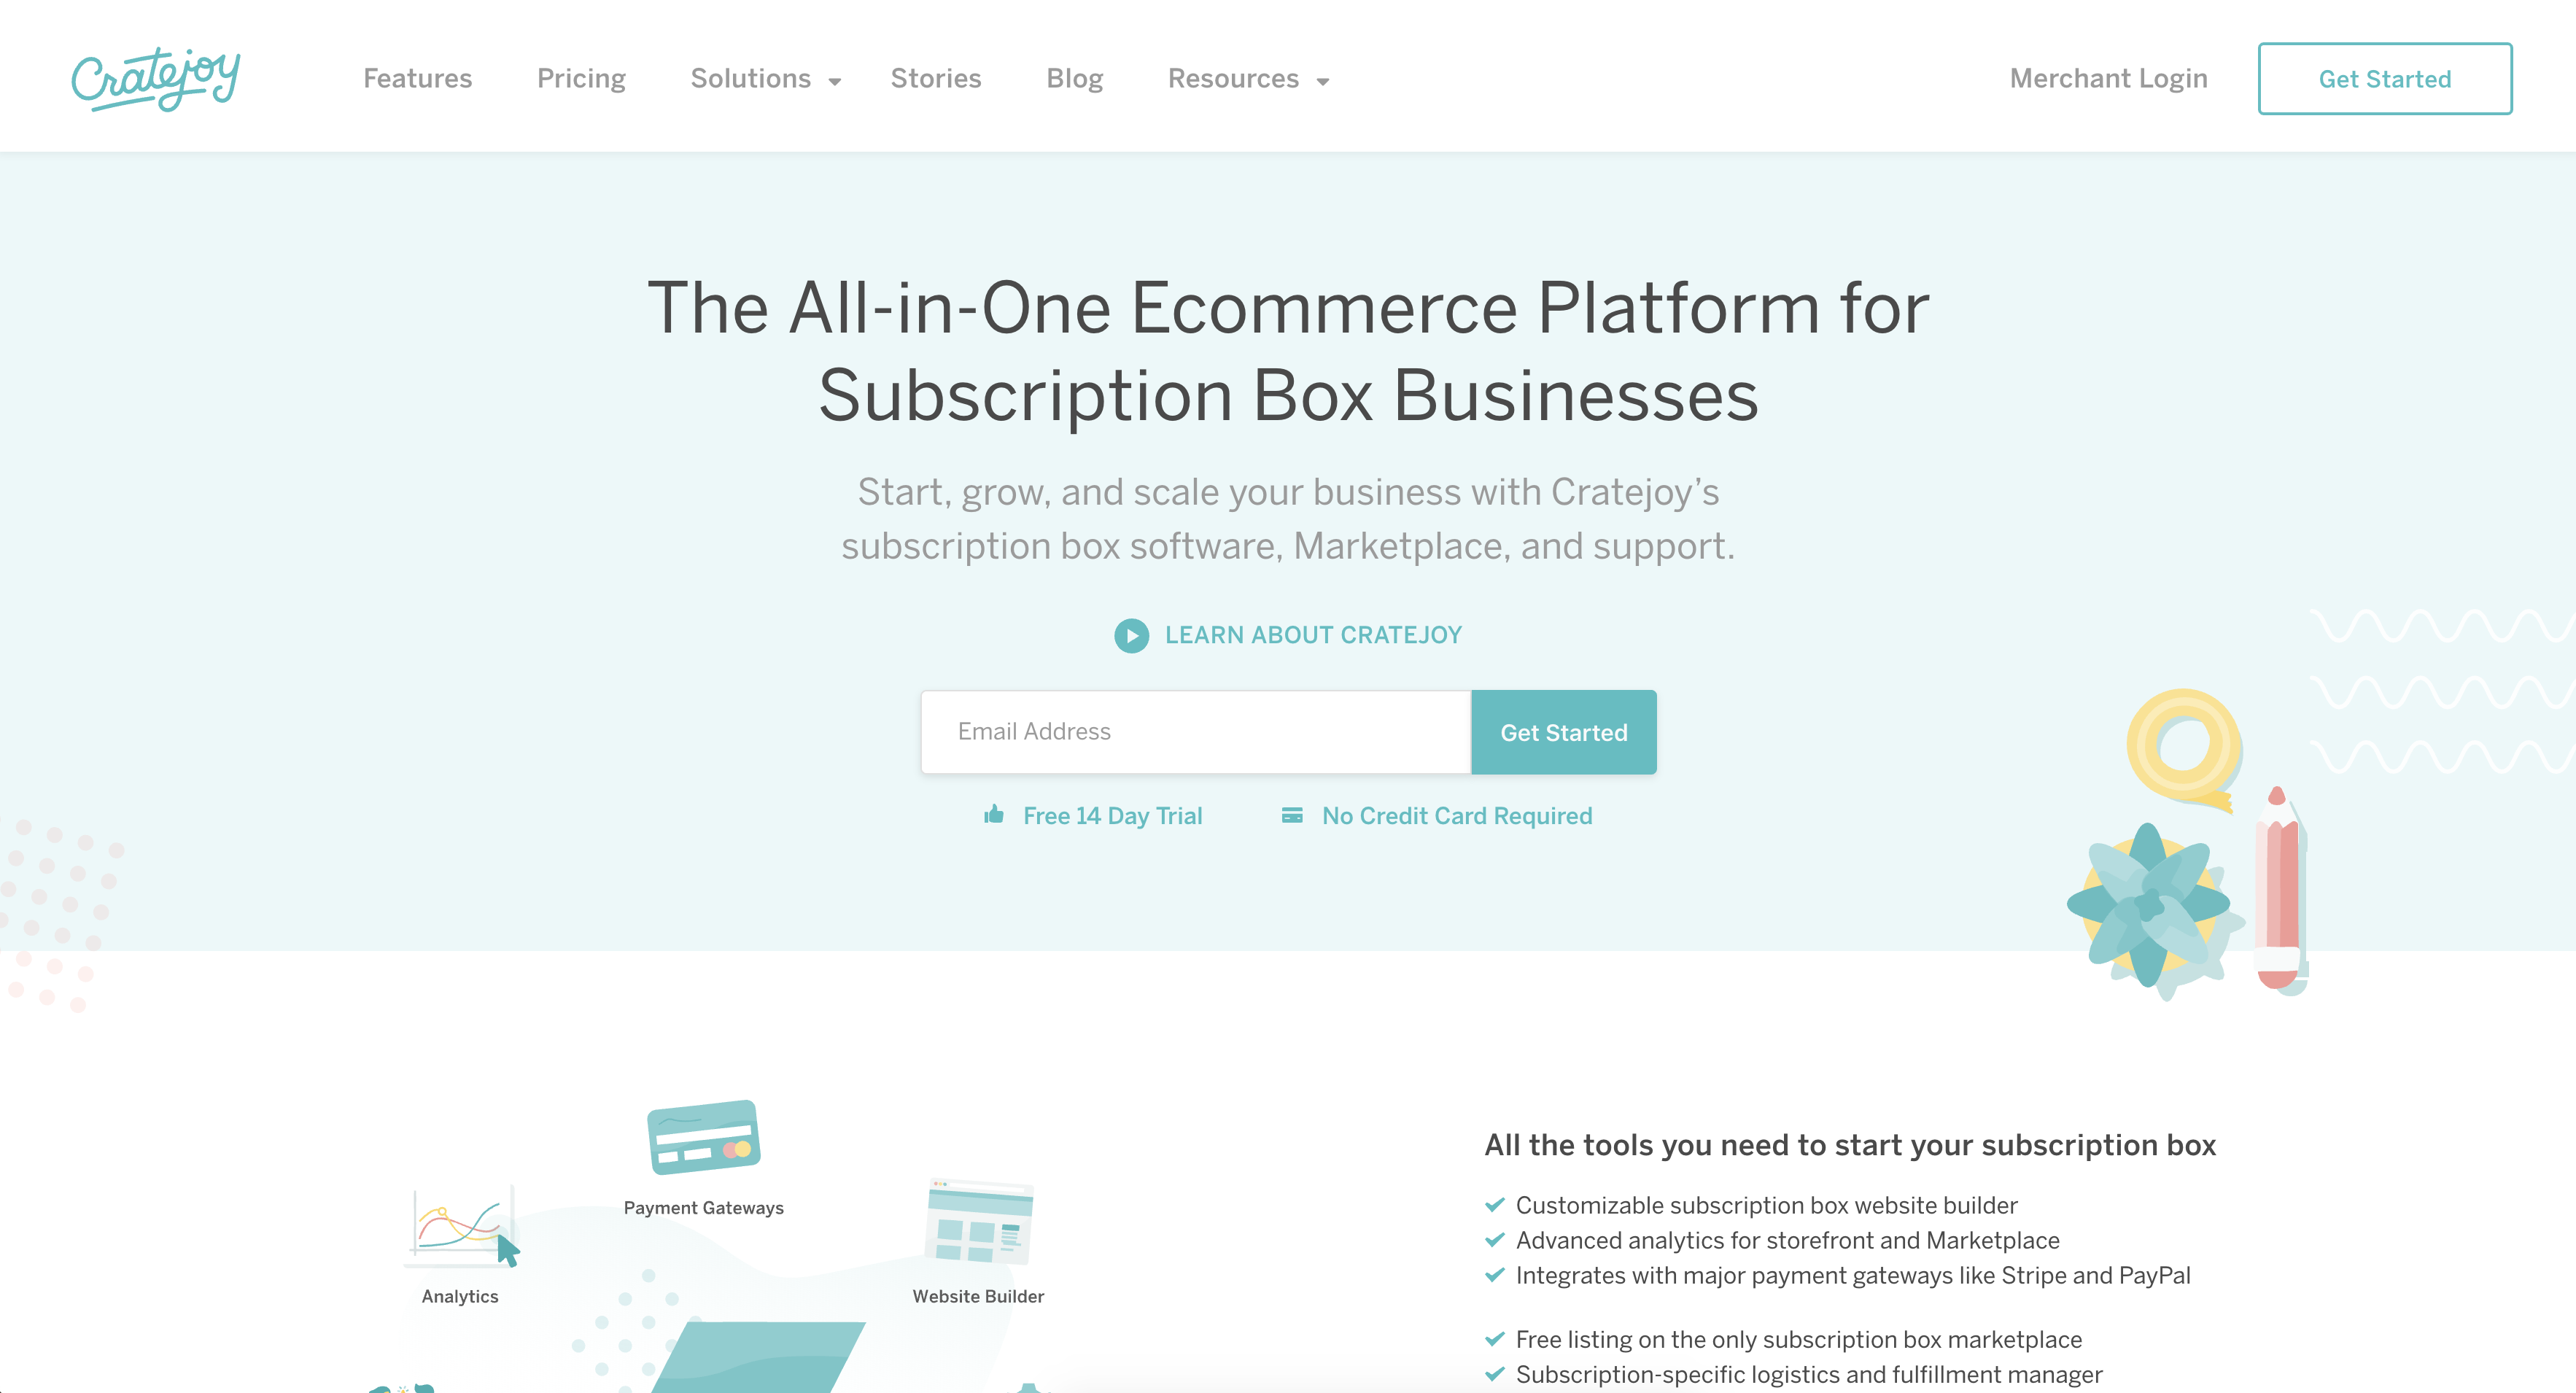 Cratejoy
Features
Pricing
Solutions
Stories
Blog
Resources
Merchant Login
Get Started
The All-in-One Ecommerce Platform for
Subscription Box Businesses
Start, grow, and scale your business with Cratejoy’s
subscription box software, Marketplace, and support.
LEARN ABOUT CRATEJOY
Email Address
Get Started
Free 14 Day Trial
No Credit Card Required
Payment Gateways
Analytics
Website Builder
All the tools you need to start your subscription box
Customizable subscription box website builder
Advanced analytics for storefront and Marketplace
Integrates with major payment gateways like Stripe and PayPal
Free listing on the only subscription box marketplace
Subscription-specific logistics and fulfillment manager